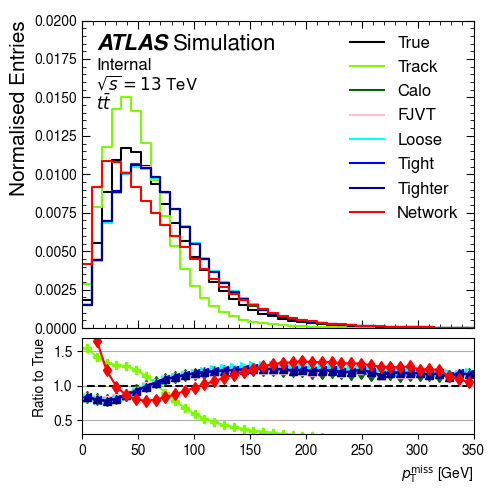 ATLAS Simulation
Internal
√s = 13 TeV
tt̄
True
Track
Calo
FJVT
Loose
Tight
Tighter
Network
Normalised Entries
0.0200
0.0175
0.0150
0.0125
0.0100
0.0075
0.0050
0.0025
0.0000
Ratio to True
1.5
1.0
0.5
0 50 100 150 200 250 300 350
p_T^miss [GeV]